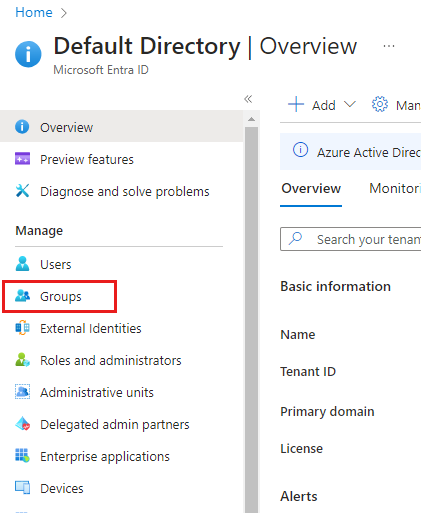 Home
Default Directory | Overview ...
Microsoft Entra ID
Overview
Preview features
Diagnose and solve problems
Manage
Users
Groups
External Identities
Roles and administrators
Administrative units
Delegated admin partners
Enterprise applications
Devices
Add
Man
Azure Active Direc
Overview
Monitori
Search your tenan
Basic information
Name
Tenant ID
Primary domain
License
Alerts